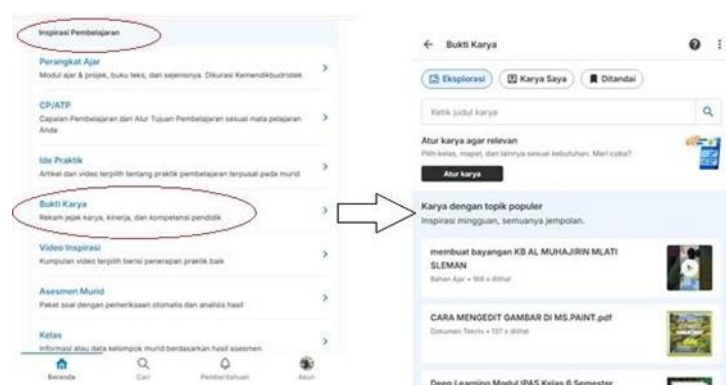 Inspirasi Pembelajaran
Perangkat Ajar
Modul ajar & projek, buku teks, dan sejenisnya. Dikurasi Kemendikbudristek
CP/ATP
Capaian Pembelajaran dan Alur Tujuan Pembelajaran sesuai mata pelajaran
Anda
Ide Praktik
Artikel dan video terpilih tentang praktik pembelajaran terpusat pada murid
Bukti Karya
Rekam jejak karya, kinerja, dan kompetensi pendidik
Video Inspirasi
Kumpulan video terpilih berisi penerapan praktik baik
Asesmen Murid
Paket soal dengan pemeriksaan otomatis dan analisis hasil
Kelas
Informasi atau data kelompok murid berdasarkan hasil asesmen
Beranda
Cari
Pemberitahuan
Akun
Bukti Karya
Eksplorasi
Karya Saya
Ditandai
Ketik judul karya
Atur karya agar relevan
Pilih kelas, mapel, dan lainnya sesuai kebutuhan. Mari coba?
Atur karya
Karya dengan topik populer
Inspirasi mingguan, semuanya jempolan.
membuat bayangan KB AL MUHAJIRIN MLATI
SLEMAN
Bahan Ajar • 168 x dilihat
CARA MENGEDIT GAMBAR DI MS.PAINT.pdf
Dokumen Teknis • 137 x dilihat
Deep Learning Modul IPAS Kelas 6 Semester